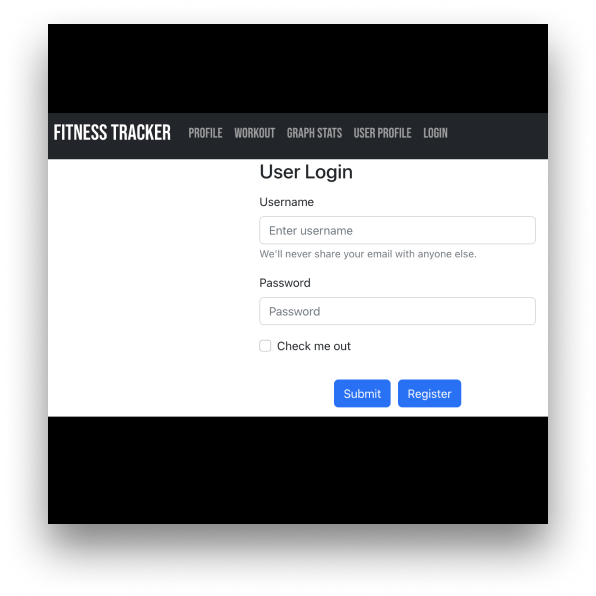 FITNESS TRACKER PROFILE WORKOUT GRAPH STATS USER PROFILE LOGIN
User Login
Username
Enter username
We'll never share your email with anyone else.
Password
Password
Check me out
Submit Register